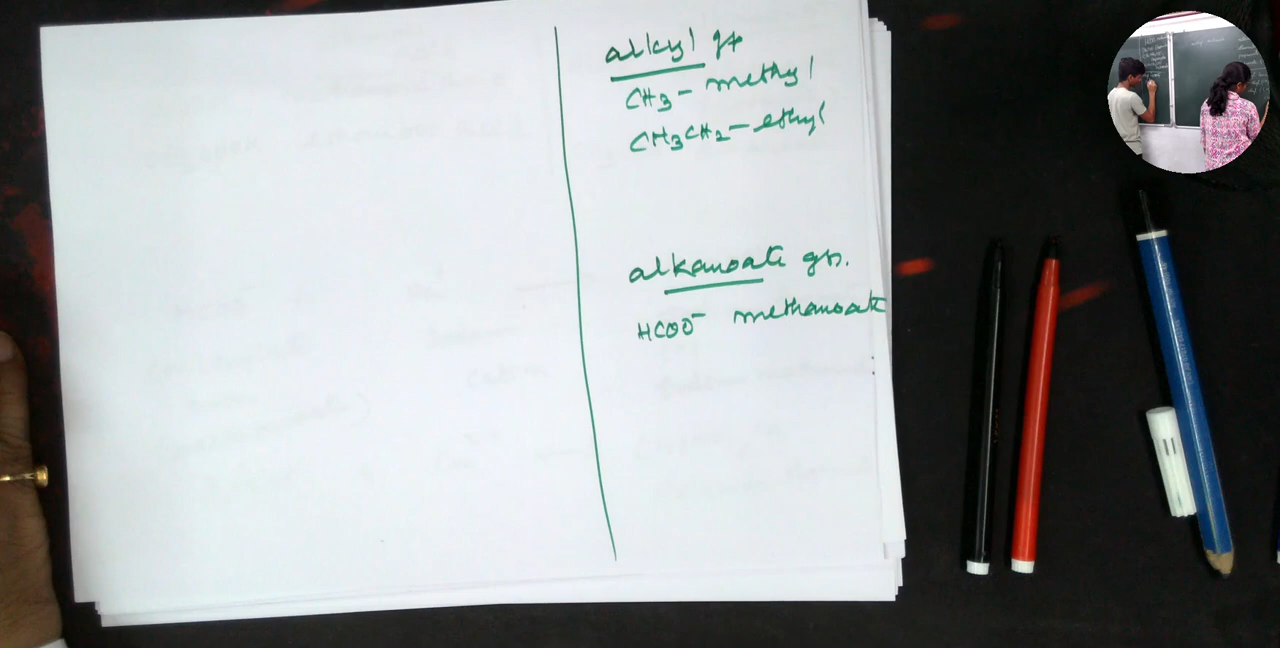 alkyl gp
CH₃ – methyl
CH₃CH₂ – ethyl
alkanoate gp.
HCOO⁻ methanoate